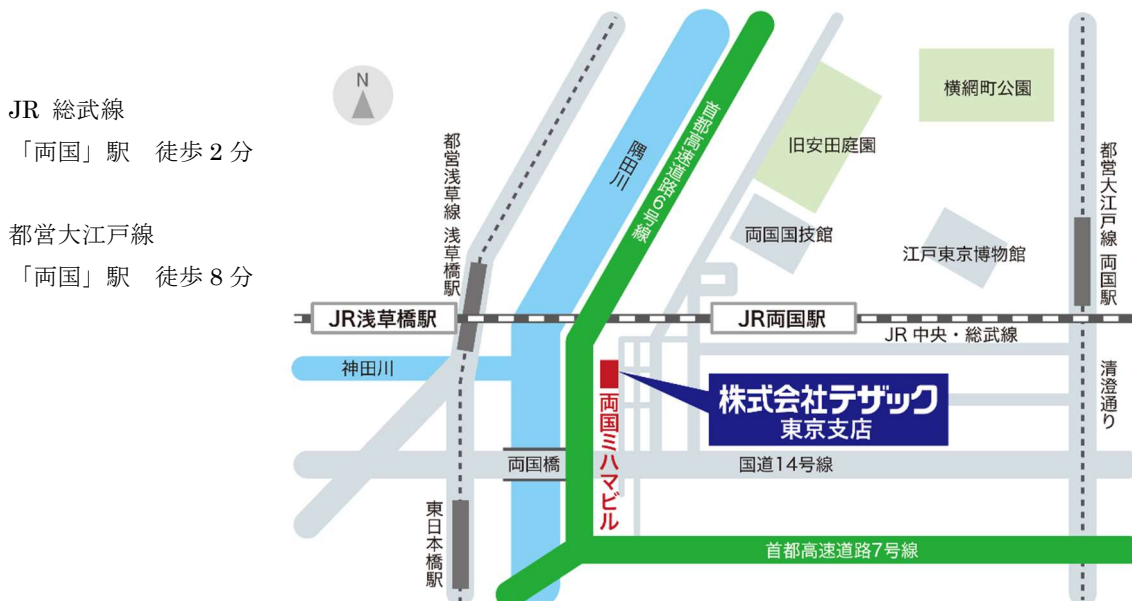 JR 総武線
「両国」駅　徒歩 2 分
都営大江戸線
「両国」駅　徒歩 8 分
N
横網町公園
旧安田庭園
首都高速道路6号線
隅田川
都営浅草線 浅草橋駅
都営大江戸線 両国駅
両国国技館
江戸東京博物館
JR浅草橋駅
JR両国駅
JR 中央・総武線
神田川
清澄通り
株式会社テザック
東京支店
両国ミハマビル
両国橋
国道14号線
東日本橋駅
首都高速道路7号線